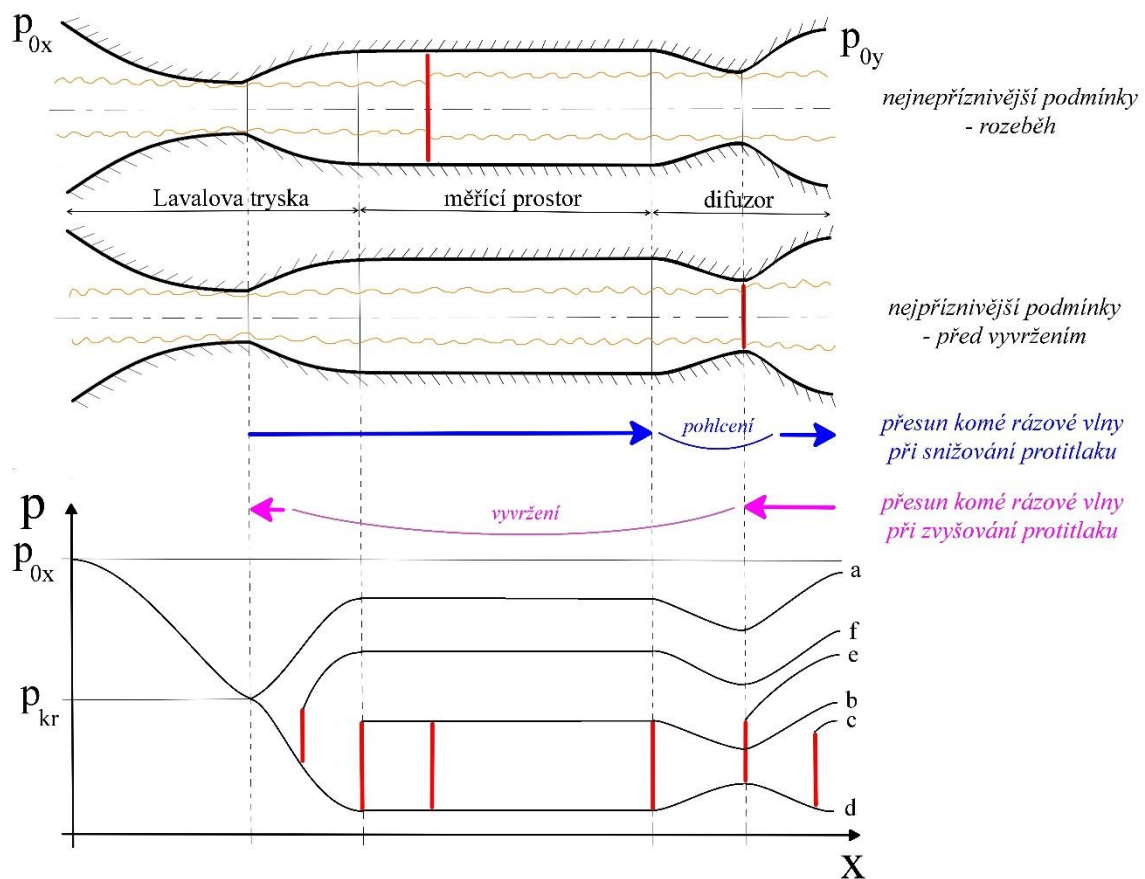 p0x
p0y
nejnepříznivější podmínky
- rozeběh
Lavalova tryska
měřící prostor
difuzor
nejpříznivější podmínky
- před vyvržením
pohlcení
přesun komé rázové vlny
při snižování protitlaku
vyvržení
přesun komé rázové vlny
při zvyšování protitlaku
p
p0x
a
f
e
pkr
b
c
d
x